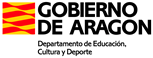 GOBIERNO
DE ARAGON
Departamento de Educación,
Cultura y Deporte